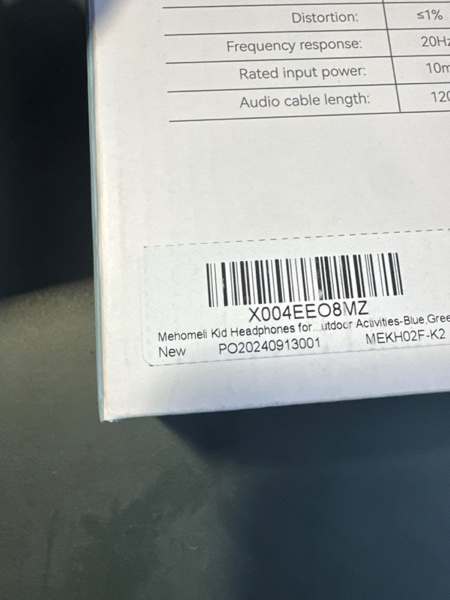 Distortion: ≤1%
Frequency response: 20Hz
Rated input power: 10m
Audio cable length: 120
X004EEO8MZ
Mehomeli Kid Headphones for...utdoor Activities-Blue,Gree
New PO20240913001 MEKH02F-K2